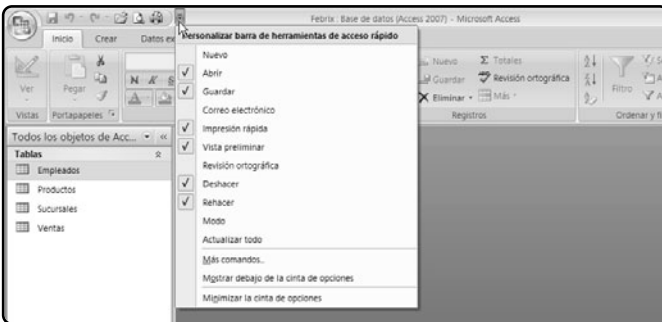 Febrix : Base de datos (Access 2007) - Microsoft Access
Inicio Crear Datos ex
Personalizar barra de herramientas de acceso rápido
Nuevo
Abrir
Guardar
Correo electrónico
Impresión rápida
Vista preliminar
Revisión ortográfica
Deshacer
Rehacer
Modo
Actualizar todo
Más comandos...
Mostrar debajo de la cinta de opciones
Minimizar la cinta de opciones
Ver
Pegar
N K S
A
Vistas Portapapeles
Nuevo Σ Totales
Guardar Revisión ortográfica
Eliminar Más
Registros
Filtro
Ordenar y fi
Todos los objetos de Acc...
Tablas
Empleados
Productos
Sucursales
Ventas